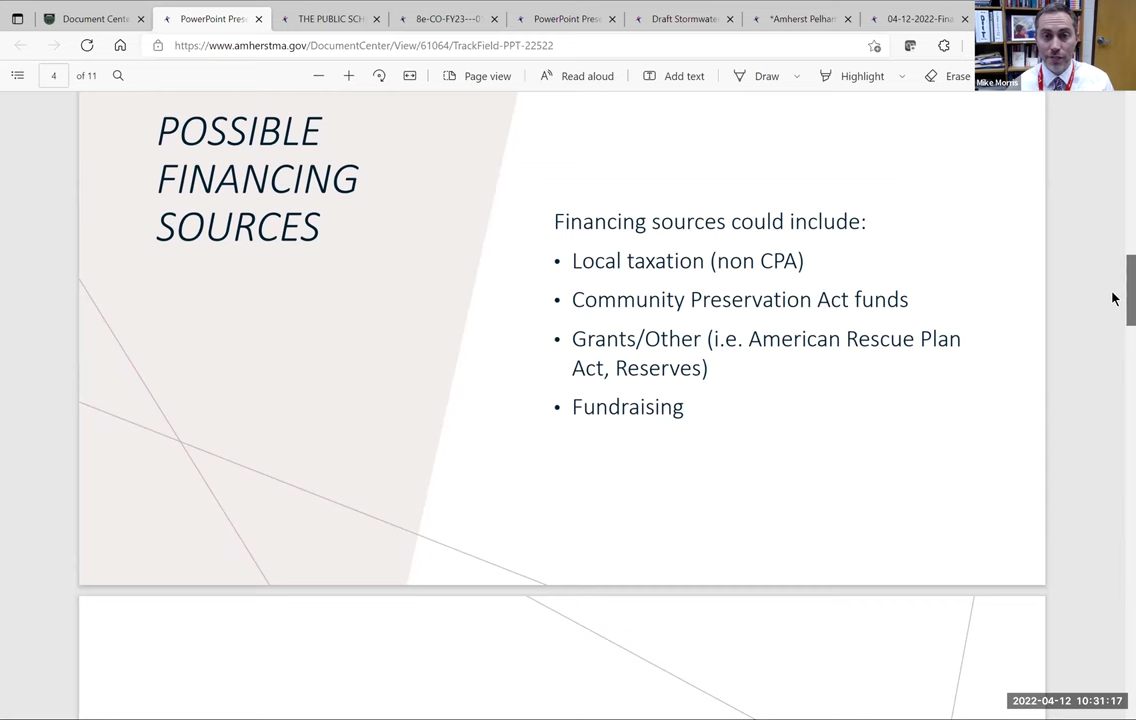 Document Cente
PowerPoint Pres
THE PUBLIC SCH
8e-CO-FY23---0
PowerPoint Prese
Draft Stormwate
*Amherst Pelhan
04-12-2022-Fina
https://www.amherstma.gov/DocumentCenter/View/61064/TrackField-PPT-22522
4 of 11
Page view
Read aloud
Add text
Draw
Highlight
Erase
Mike Morris
POSSIBLE
FINANCING
SOURCES
Financing sources could include:
• Local taxation (non CPA)
• Community Preservation Act funds
• Grants/Other (i.e. American Rescue Plan
Act, Reserves)
• Fundraising
2022-04-12 10:31:17